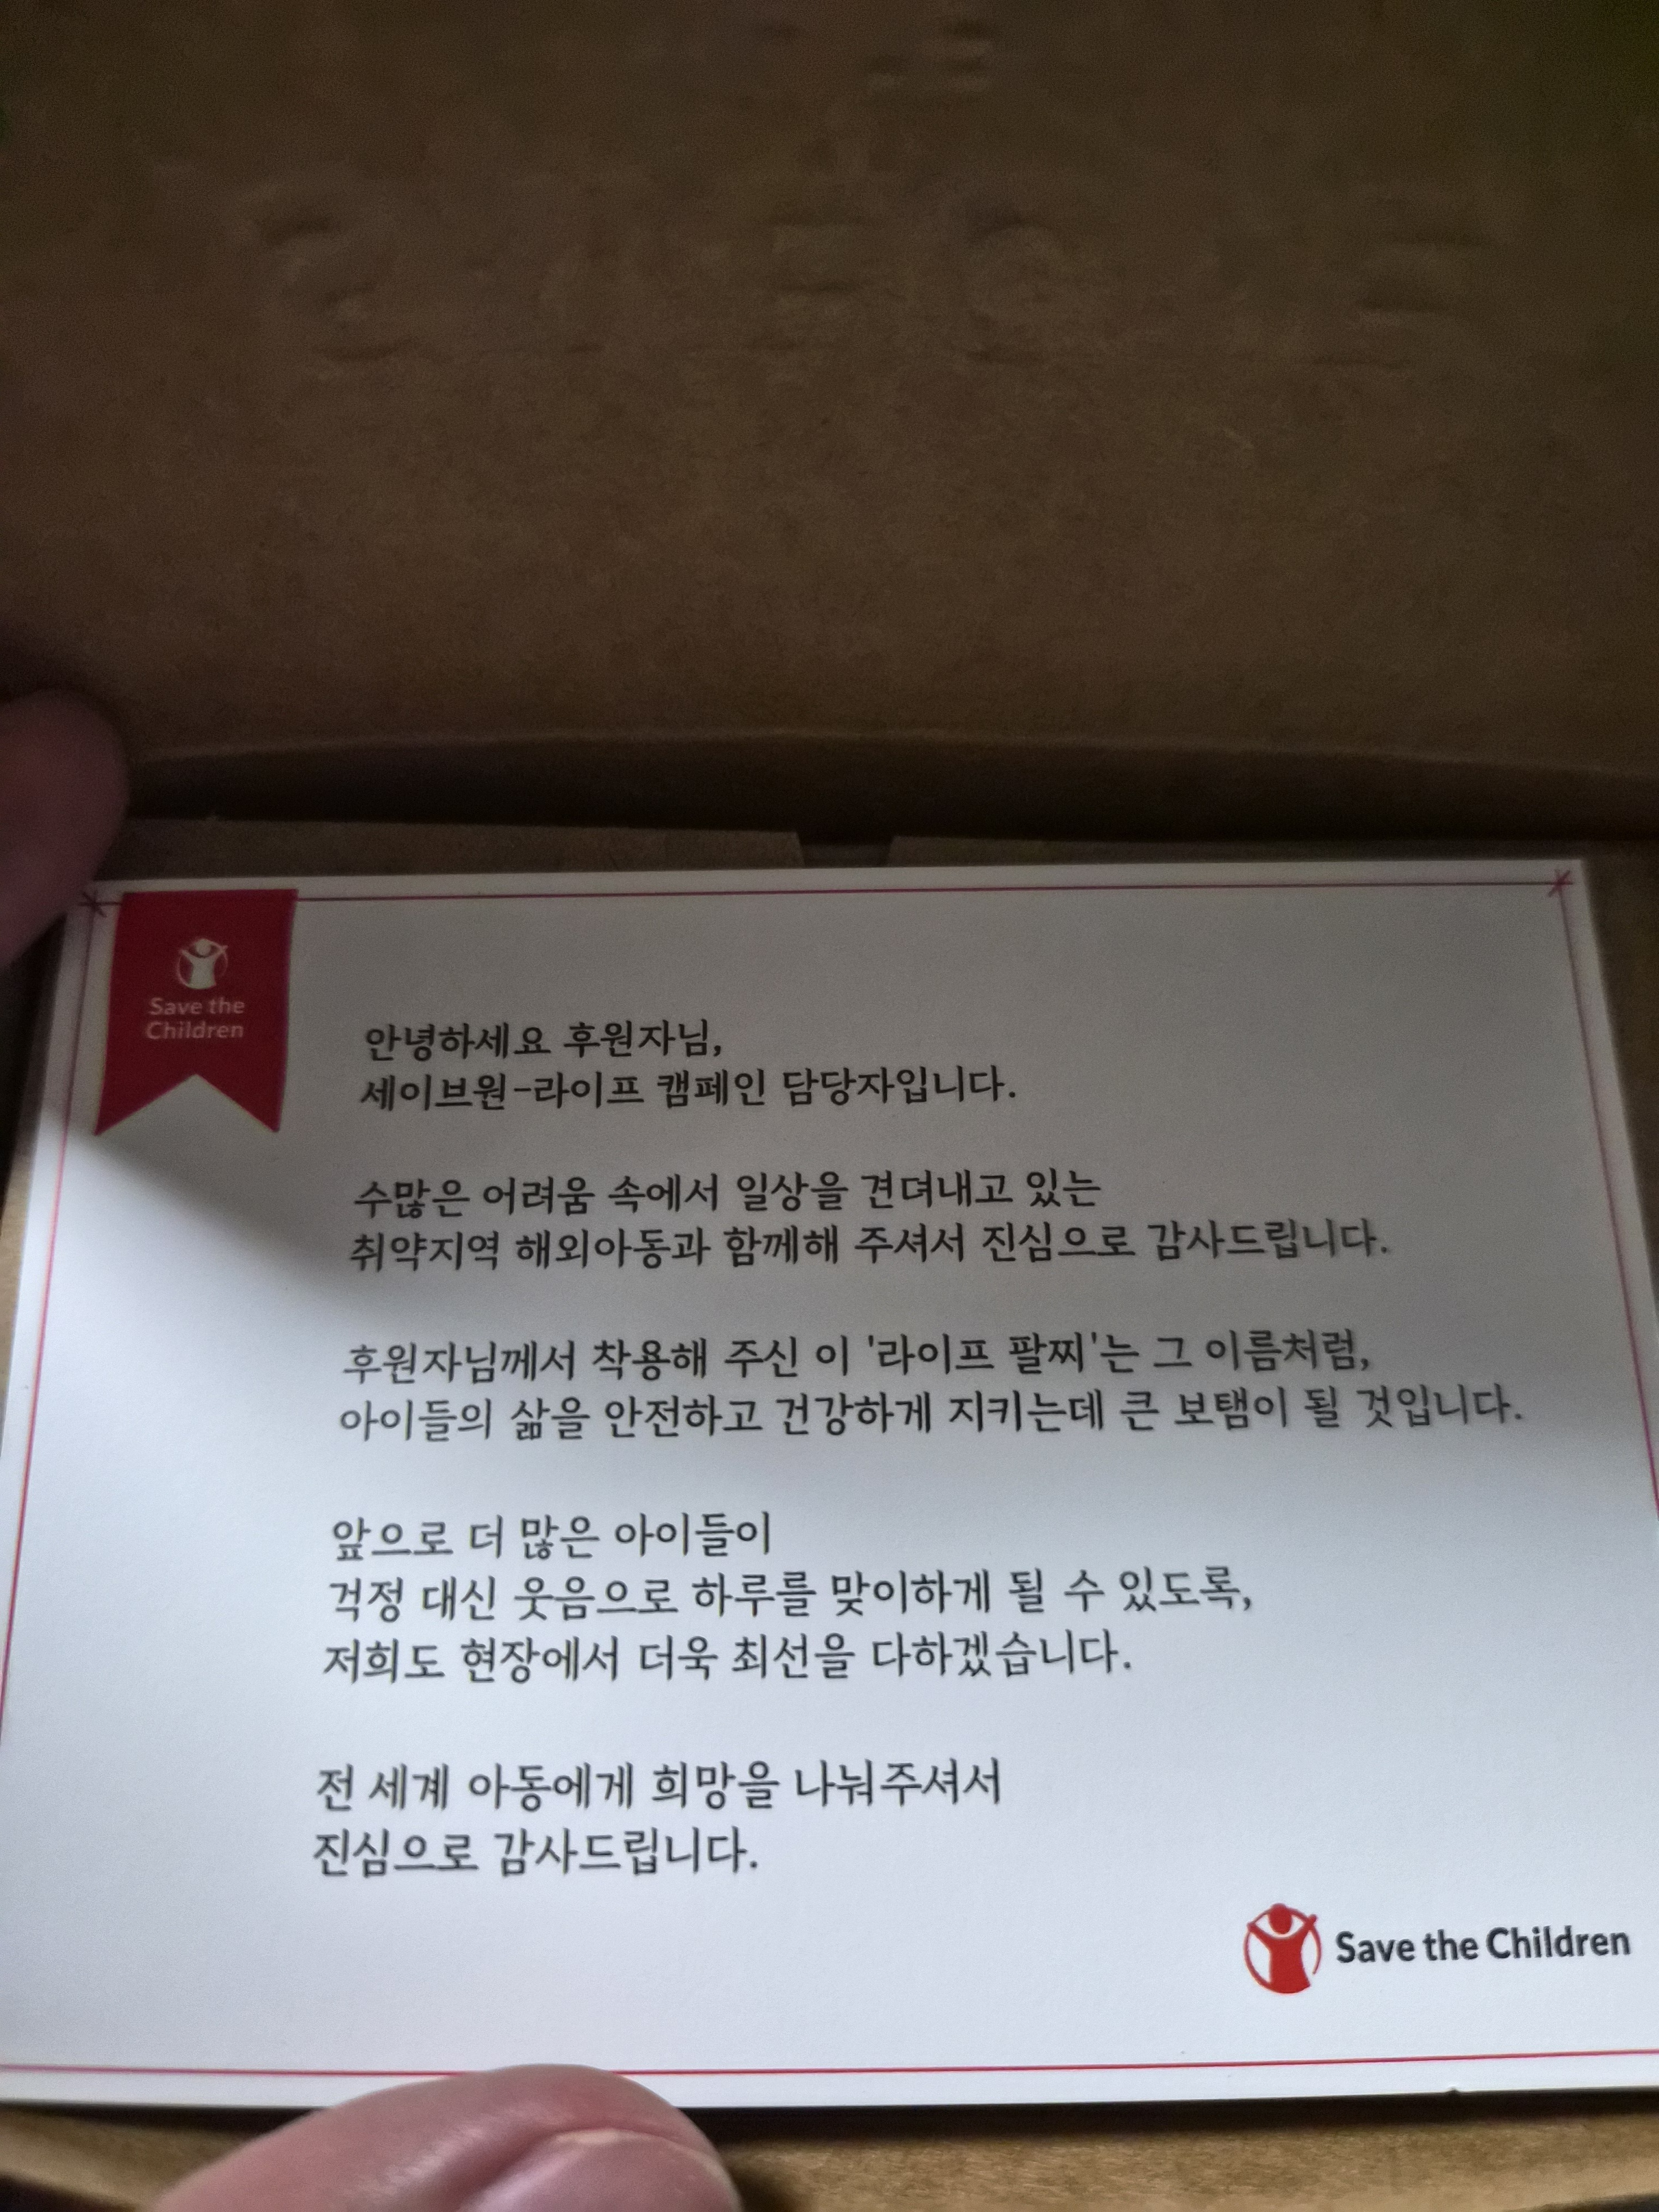 Save the
Children
안녕하세요 후원자님,
세이브원-라이프 캠페인 담당자입니다.
수많은 어려움 속에서 일상을 견뎌내고 있는
취약지역 해외아동과 함께해 주셔서 진심으로 감사드립니다.
후원자님께서 착용해 주신 이 '라이프 팔찌'는 그 이름처럼,
아이들의 삶을 안전하고 건강하게 지키는데 큰 보탬이 될 것입니다.
앞으로 더 많은 아이들이
걱정 대신 웃음으로 하루를 맞이하게 될 수 있도록,
저희도 현장에서 더욱 최선을 다하겠습니다.
전 세계 아동에게 희망을 나눠주셔서
진심으로 감사드립니다.
Save the Children